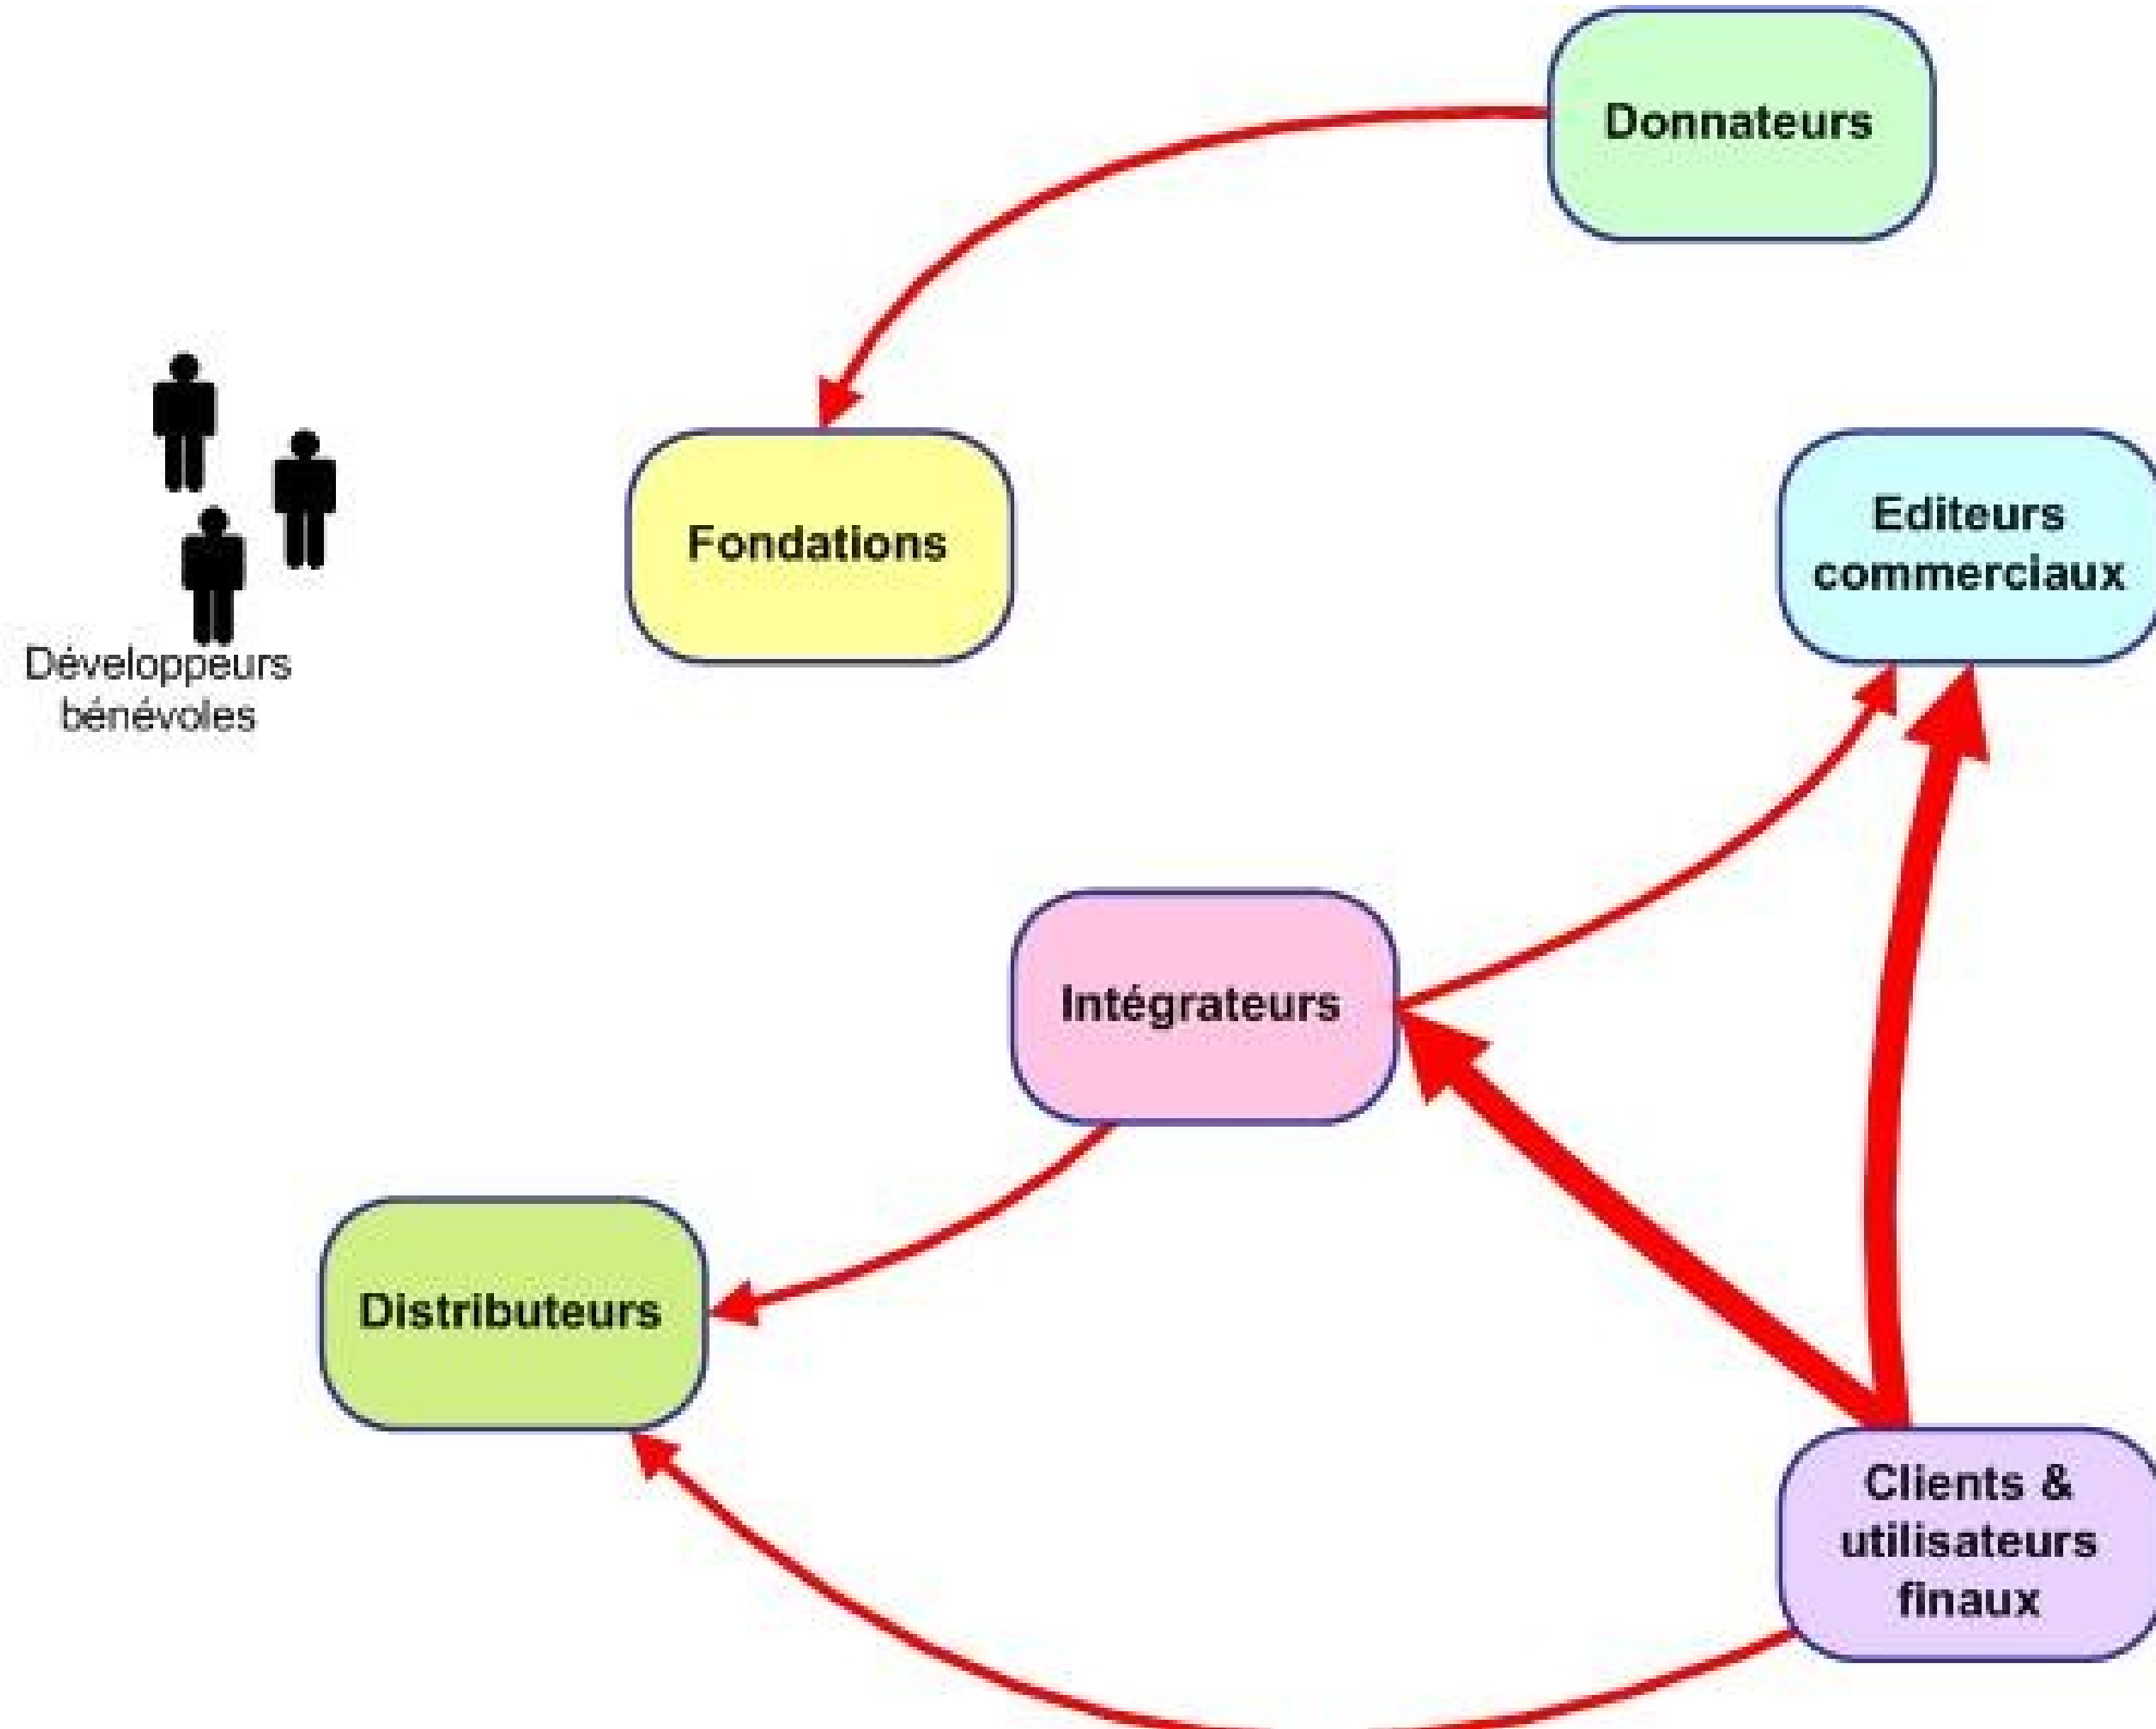 Donnateurs
Fondations
Editeurs
commerciaux
Développeurs
bénévoles
Intégrateurs
Distributeurs
Clients &
utilisateurs
finaux